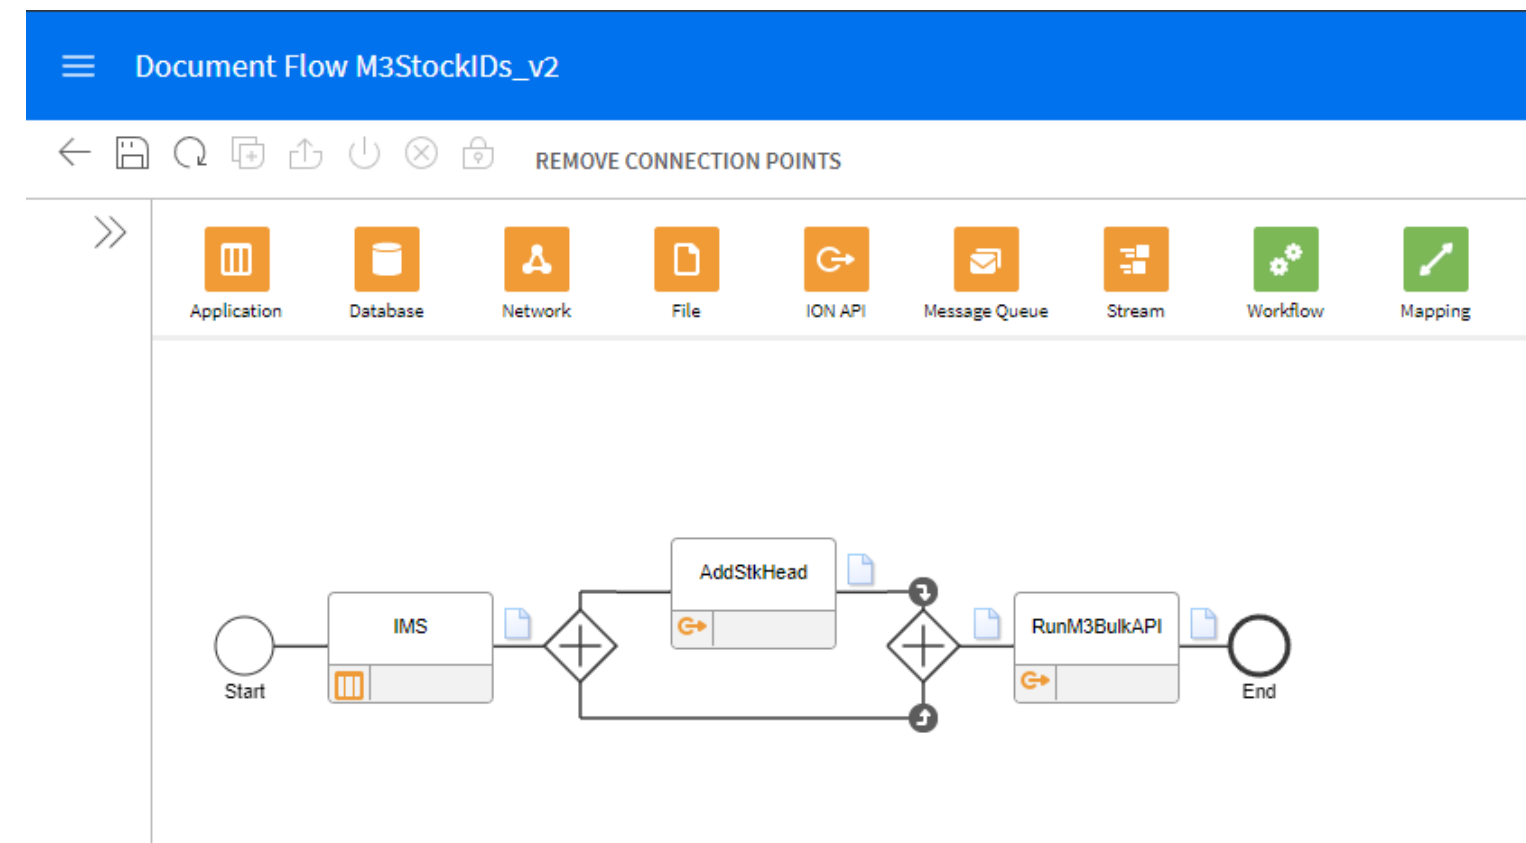 Document Flow M3StockIDs_v2
REMOVE CONNECTION POINTS
Application Database Network File ION API Message Queue Stream Workflow Mapping
AddStkHead
IMS
RunM3BulkAPI
Start
End